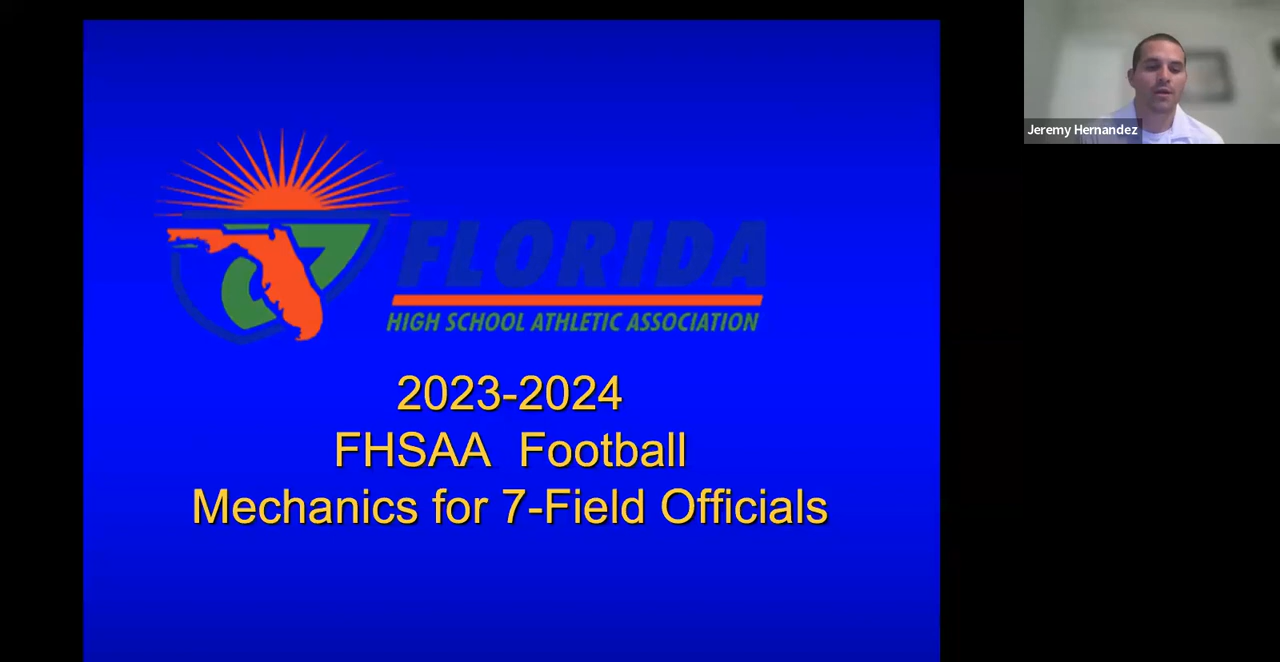 Jeremy Hernandez
FLORIDA
HIGH SCHOOL ATHLETIC ASSOCIATION
2023-2024
FHSAA Football
Mechanics for 7-Field Officials